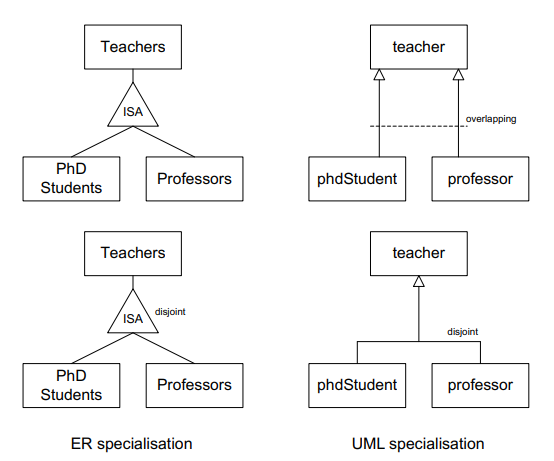 Teachers
ISA
PhD
Students
Professors
teacher
overlapping
phdStudent
professor
Teachers
ISA
disjoint
PhD
Students
Professors
teacher
disjoint
phdStudent
professor
ER specialisation
UML specialisation